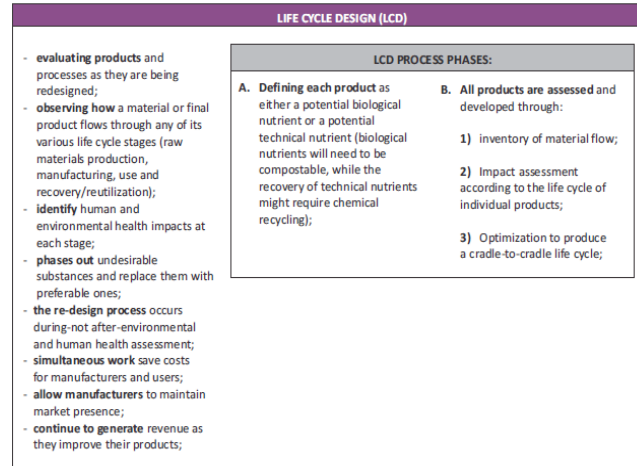 LIFE CYCLE DESIGN (LCD)
- evaluating products and
processes as they are being
redesigned;
- observing how a material or final
product flows through any of its
various life cycle stages (raw
materials production,
manufacturing, use and
recovery/reutilization);
- identify human and
environmental health impacts at
each stage;
- phases out undesirable
substances and replace them with
preferable ones;
- the re-design process occurs
during-not after-environmental
and human health assessment;
- simultaneous work save costs
for manufacturers and users;
- allow manufacturers to maintain
market presence;
- continue to generate revenue as
they improve their products;
LCD PROCESS PHASES:
A. Defining each product as
either a potential biological
nutrient or a potential
technical nutrient (biological
nutrients will need to be
compostable, while the
recovery of technical nutrients
might require chemical
recycling);
B. All products are assessed and
developed through:
1) inventory of material flow;
2) Impact assessment
according to the life cycle of
individual products;
3) Optimization to produce
a cradle-to-cradle life cycle;